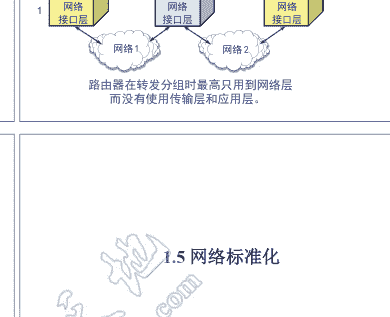 1
网络
接口层
网络
接口层
网络
接口层
网络1
网络2
路由器在转发分组时最高只用到网络层
而没有使用传输层和应用层。
1.5 网络标准化
地
com